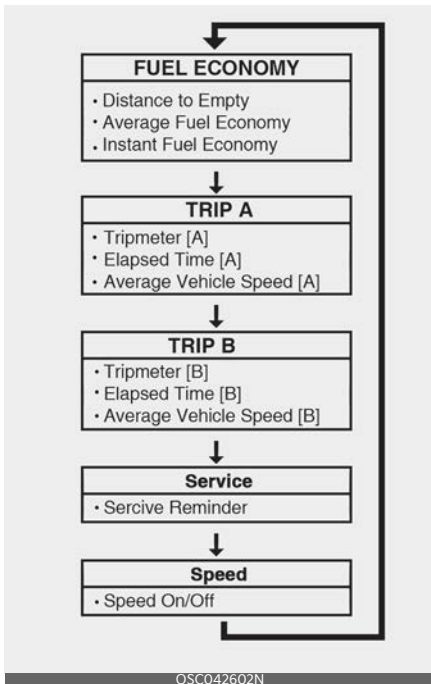 FUEL ECONOMY
· Distance to Empty
· Average Fuel Economy
· Instant Fuel Economy
TRIP A
· Tripmeter [A]
· Elapsed Time [A]
· Average Vehicle Speed [A]
TRIP B
· Tripmeter [B]
· Elapsed Time [B]
· Average Vehicle Speed [B]
Service
· Sercive Reminder
Speed
· Speed On/Off
OSC042602N